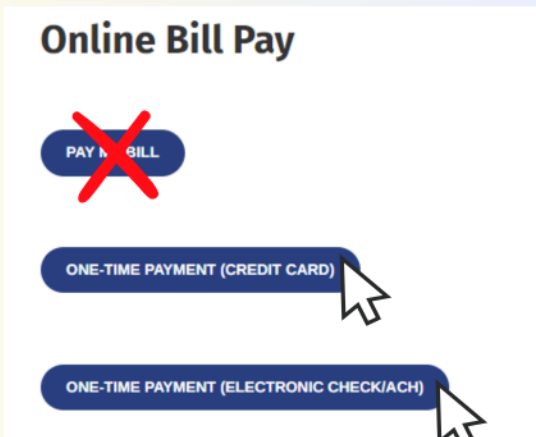 Online Bill Pay
PAY BILL
ONE-TIME PAYMENT (CREDIT CARD)
ONE-TIME PAYMENT (ELECTRONIC CHECK/ACH)